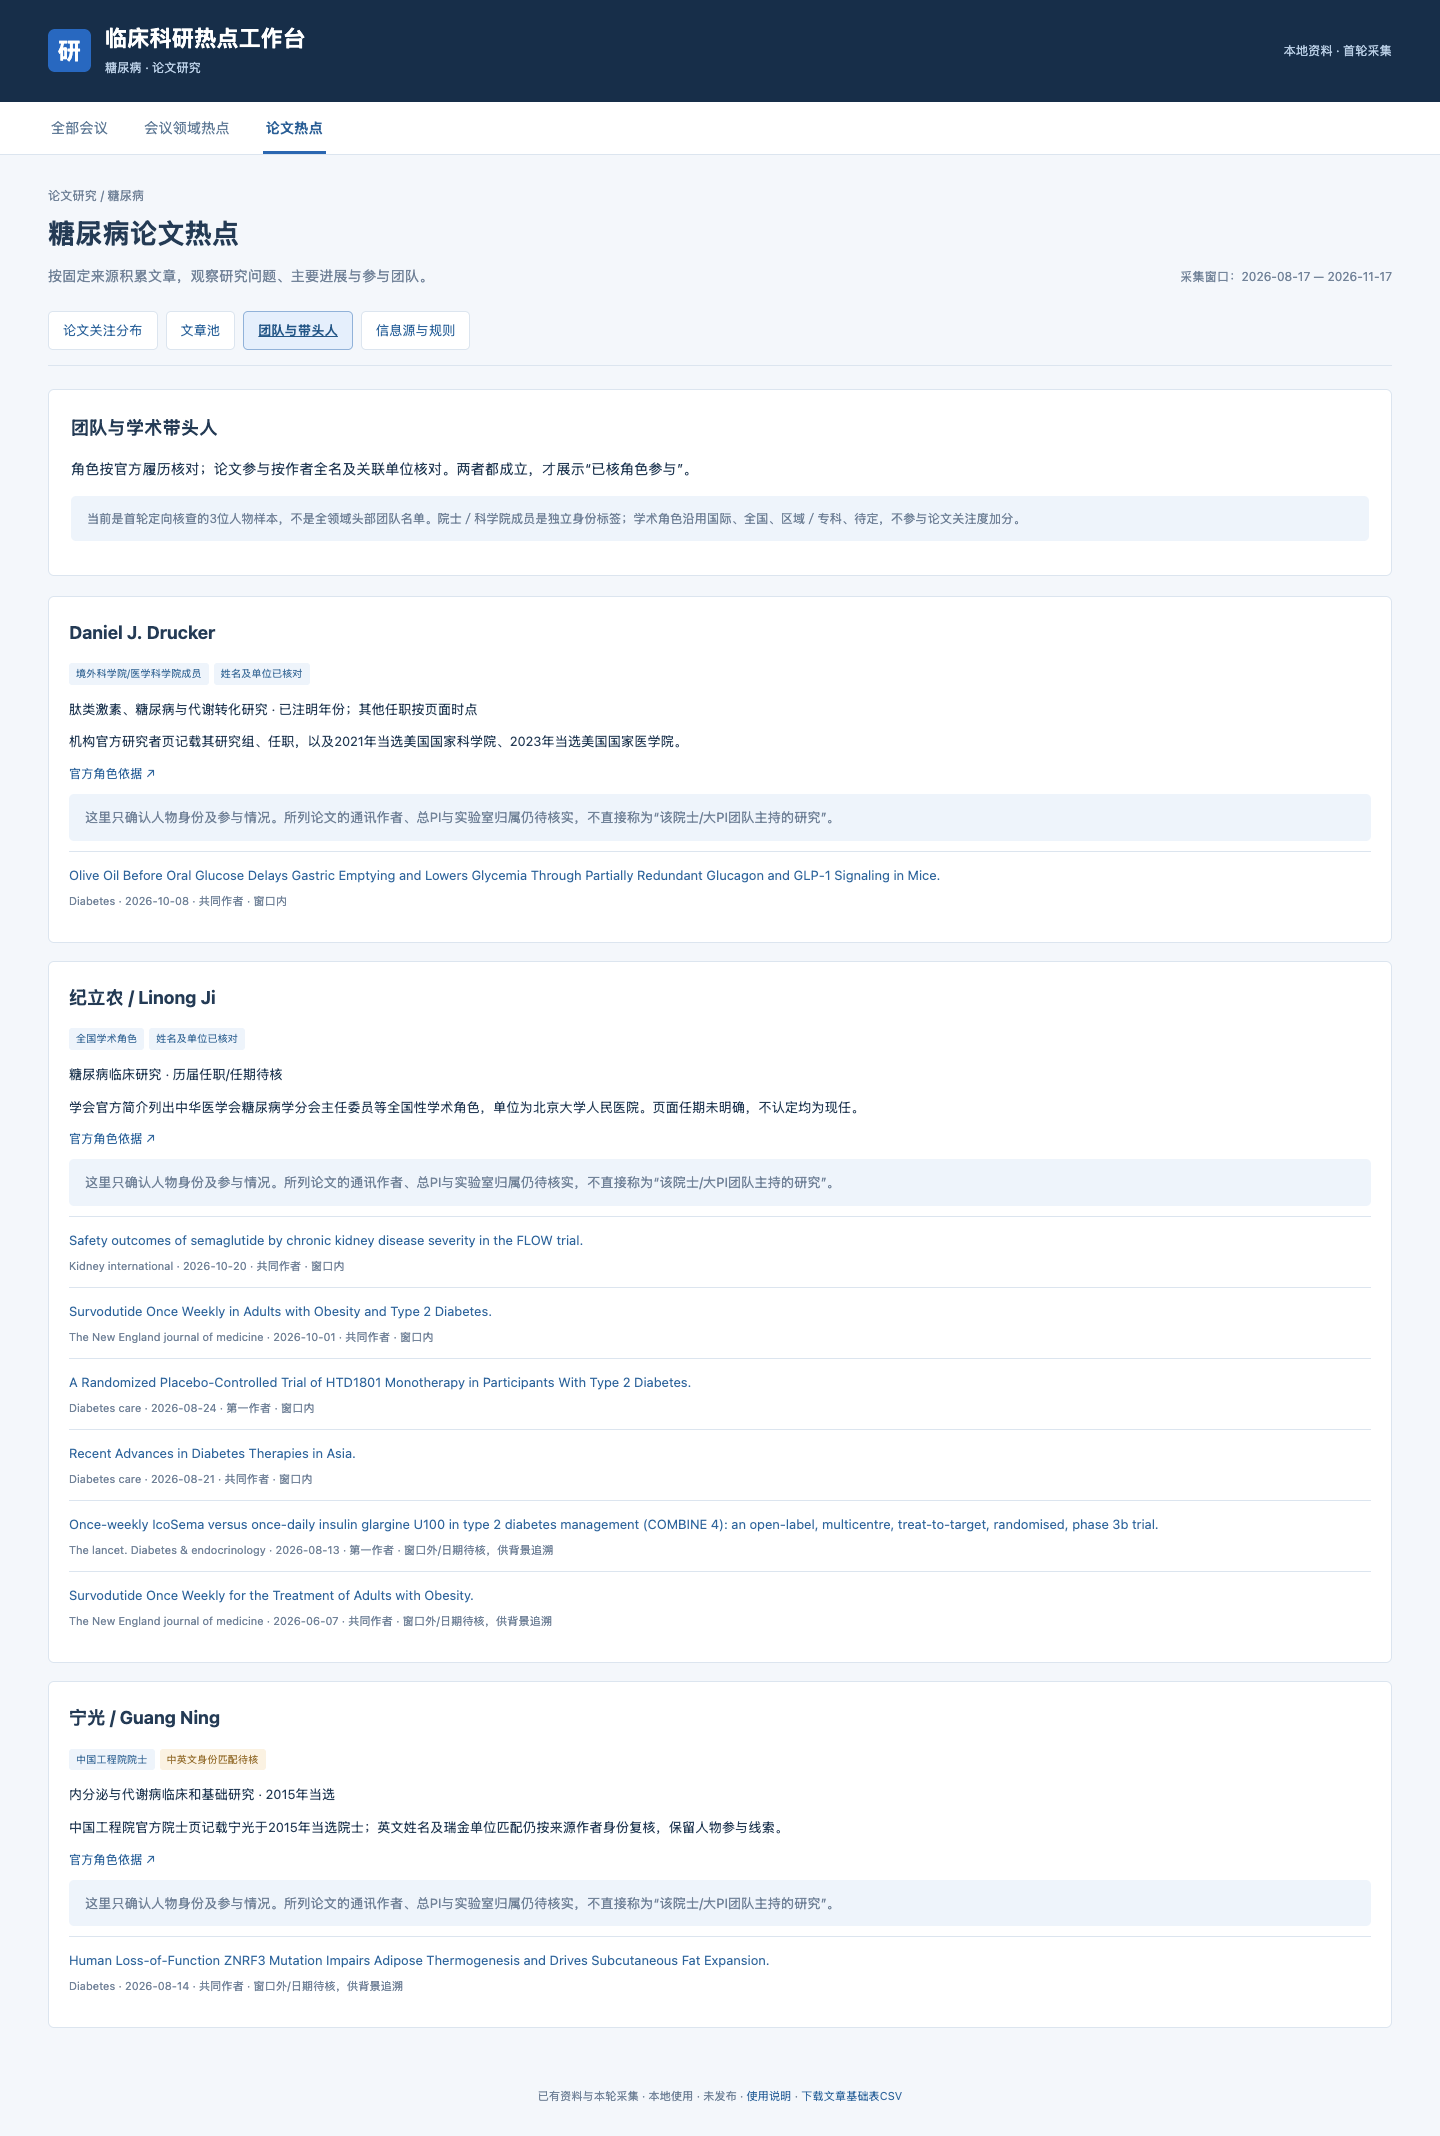 研
临床科研热点工作台
糖尿病 · 论文研究
本地资料 · 首轮采集
全部会议
会议领域热点
论文热点
论文研究 / 糖尿病
糖尿病论文热点
按固定来源积累文章，观察研究问题、主要进展与参与团队。
采集窗口：2026-08-17 — 2026-11-17
论文关注分布
文章池
团队与带头人
信息源与规则
团队与学术带头人
角色按官方履历核对；论文参与按作者全名及关联单位核对。两者都成立，才展示“已核角色参与”。
当前是首轮定向核查的3位人物样本，不是全领域头部团队名单。院士 / 科学院成员是独立身份标签；学术角色沿用国际、全国、区域 / 专科、待定，不参与论文关注度加分。
Daniel J. Drucker
境外科学院/医学科学院成员
姓名及单位已核对
肽类激素、糖尿病与代谢转化研究 · 已注明年份；其他任职按页面时点
机构官方研究者页记载其研究组、任职，以及2021年当选美国国家科学院、2023年当选美国国家医学院。
官方角色依据 ↗
这里只确认人物身份及参与情况。所列论文的通讯作者、总PI与实验室归属仍待核实，不直接称为“该院士/大PI团队主持的研究”。
Olive Oil Before Oral Glucose Delays Gastric Emptying and Lowers Glycemia Through Partially Redundant Glucagon and GLP-1 Signaling in Mice.
Diabetes · 2026-10-08 · 共同作者 · 窗口内
纪立农 / Linong Ji
全国学术角色
姓名及单位已核对
糖尿病临床研究 · 历届任职/任期待核
学会官方简介列出中华医学会糖尿病学分会主任委员等全国性学术角色，单位为北京大学人民医院。页面任期未明确，不认定均为现任。
官方角色依据 ↗
这里只确认人物身份及参与情况。所列论文的通讯作者、总PI与实验室归属仍待核实，不直接称为“该院士/大PI团队主持的研究”。
Safety outcomes of semaglutide by chronic kidney disease severity in the FLOW trial.
Kidney international · 2026-10-20 · 共同作者 · 窗口内
Survodutide Once Weekly in Adults with Obesity and Type 2 Diabetes.
The New England journal of medicine · 2026-10-01 · 共同作者 · 窗口内
A Randomized Placebo-Controlled Trial of HTD1801 Monotherapy in Participants With Type 2 Diabetes.
Diabetes care · 2026-08-24 · 第一作者 · 窗口内
Recent Advances in Diabetes Therapies in Asia.
Diabetes care · 2026-08-21 · 共同作者 · 窗口内
Once-weekly IcoSema versus once-daily insulin glargine U100 in type 2 diabetes management (COMBINE 4): an open-label, multicentre, treat-to-target, randomised, phase 3b trial.
The lancet. Diabetes & endocrinology · 2026-08-13 · 第一作者 · 窗口外/日期待核，供背景追溯
Survodutide Once Weekly for the Treatment of Adults with Obesity.
The New England journal of medicine · 2026-06-07 · 共同作者 · 窗口外/日期待核，供背景追溯
宁光 / Guang Ning
中国工程院院士
中英文身份匹配待核
内分泌与代谢病临床和基础研究 · 2015年当选
中国工程院官方院士页记载宁光于2015年当选院士；英文姓名及瑞金单位匹配仍按来源作者身份复核，保留人物参与线索。
官方角色依据 ↗
这里只确认人物身份及参与情况。所列论文的通讯作者、总PI与实验室归属仍待核实，不直接称为“该院士/大PI团队主持的研究”。
Human Loss-of-Function ZNRF3 Mutation Impairs Adipose Thermogenesis and Drives Subcutaneous Fat Expansion.
Diabetes · 2026-08-14 · 共同作者 · 窗口外/日期待核，供背景追溯
已有资料与本轮采集 · 本地使用 · 未发布 · 使用说明 · 下载文章基础表CSV